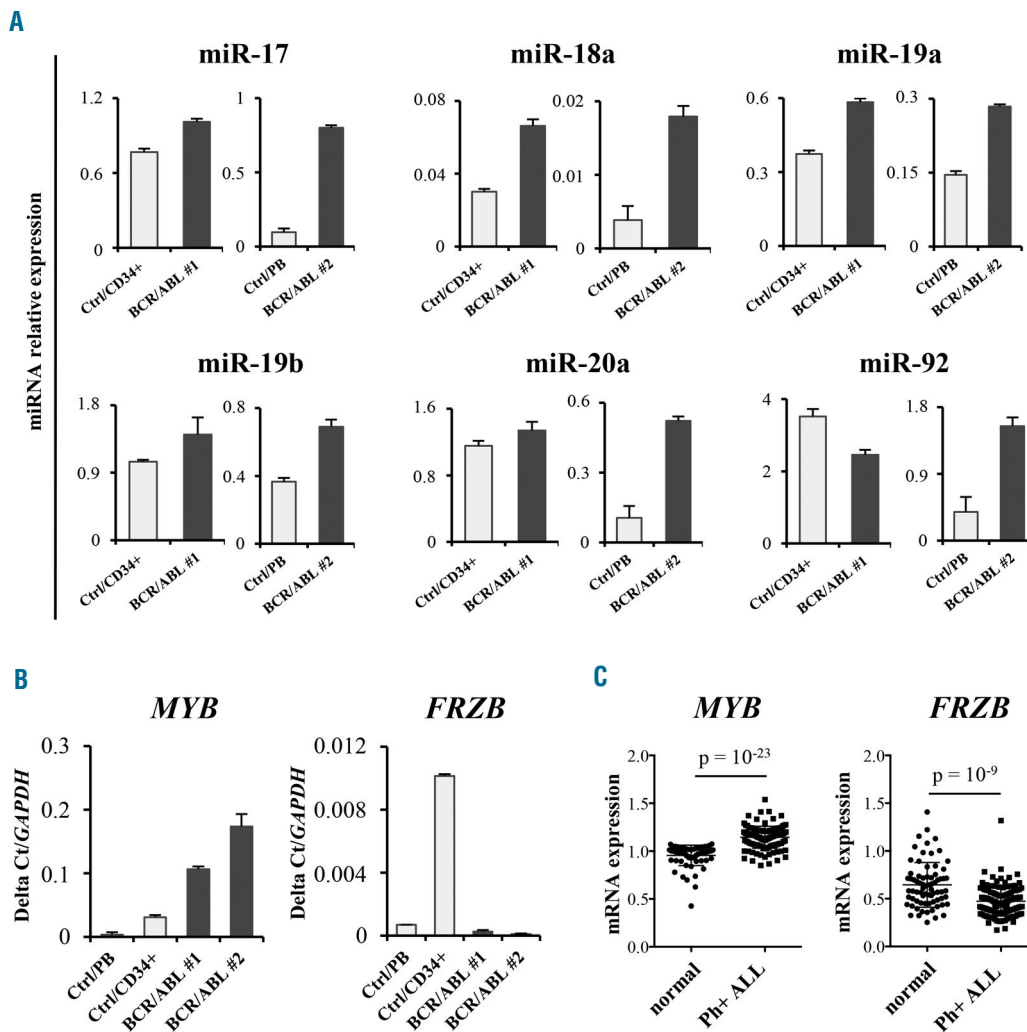 A
miRNA relative expression
miR-17
1.2
0.6
0
Ctrl/CD34+
BCR/ABL #1
1
0.5
0
Ctrl/PB
BCR/ABL #2
miR-18a
0.08
0.04
0
Ctrl/CD34+
BCR/ABL #1
0.02
0.01
0
Ctrl/PB
BCR/ABL #2
miR-19a
0.6
0.3
0
Ctrl/CD34+
BCR/ABL #1
0.3
0.15
0
Ctrl/PB
BCR/ABL #2
miR-19b
1.8
0.9
0
Ctrl/CD34+
BCR/ABL #1
0.8
0.4
0
Ctrl/PB
BCR/ABL #2
miR-20a
1.6
0.8
0
Ctrl/CD34+
BCR/ABL #1
0.6
0.3
0
Ctrl/PB
BCR/ABL #2
miR-92
4
2
0
Ctrl/CD34+
BCR/ABL #1
1.8
0.9
0
Ctrl/PB
BCR/ABL #2
B
MYB
Delta Ct/GAPDH
0.3
0.2
0.1
0
Ctrl/PB
Ctrl/CD34+
BCR/ABL #1
BCR/ABL #2
FRZB
Delta Ct/GAPDH
0.012
0.008
0.004
0
Ctrl/PB
Ctrl/CD34+
BCR/ABL #1
BCR/ABL #2
C
MYB
mRNA expression
2.0
1.5
1.0
0.5
0.0
p = 10-23
normal
Ph+ ALL
FRZB
mRNA expression
2.0
1.5
1.0
0.5
0.0
p = 10-9
normal
Ph+ ALL